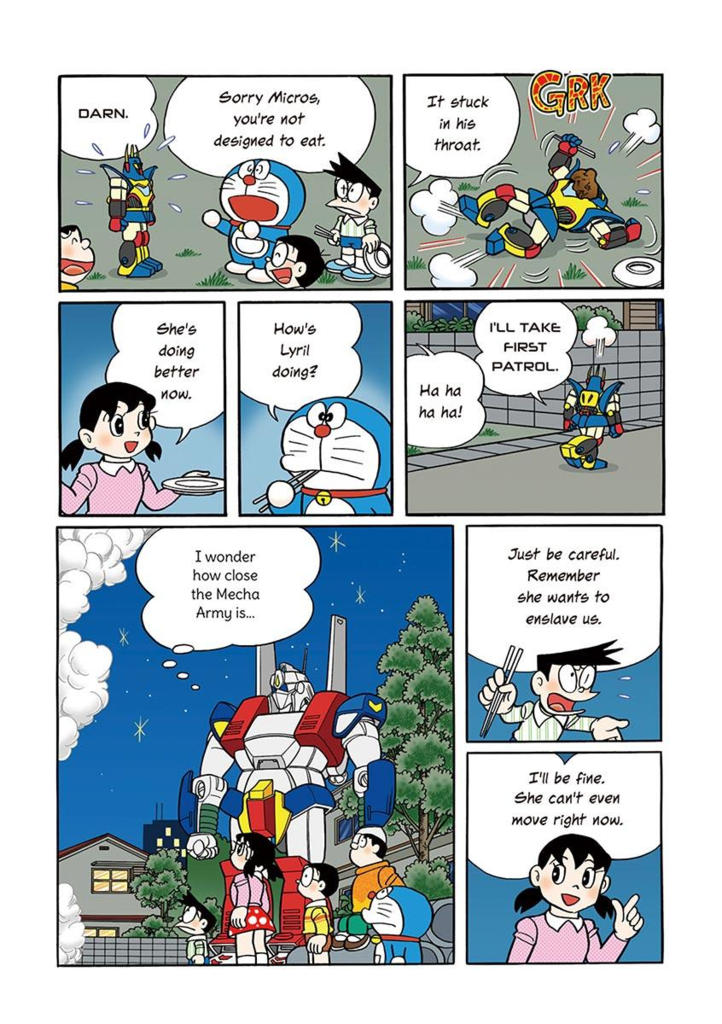 GRK
It stuck
in his
throat.
Sorry Micros,
you're not
designed to eat.
DARN.
I'LL TAKE
FIRST
PATROL.
Ha ha
ha ha!
How's
Lyril
doing?
She's
doing
better
now.
Just be careful.
Remember
she wants to
enslave us.
I'll be fine.
She can't even
move right now.
I wonder
how close
the Mecha
Army is...